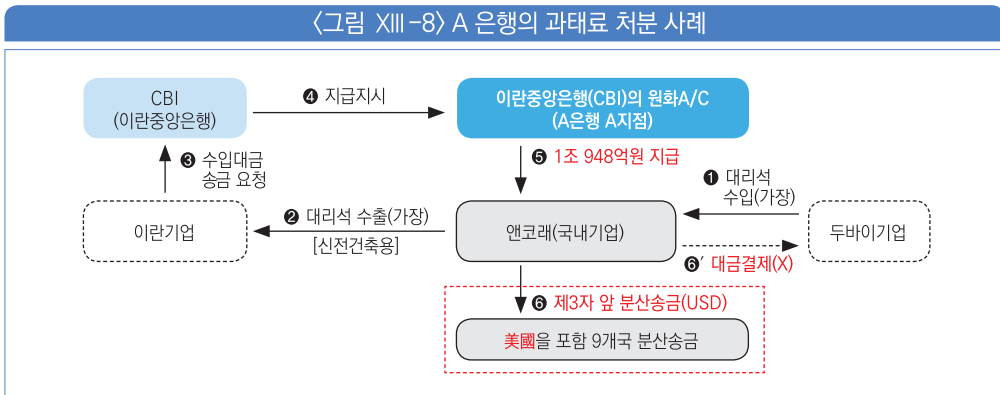 〈그림 XIII-8〉 A 은행의 과태료 처분 사례
CBI
(이란중앙은행)
❹ 지급지시
이란중앙은행(CBI)의 원화A/C
(A은행 A지점)
❸ 수입대금
송금 요청
❺ 1조 948억원 지급
❶ 대리석
수입(가장)
이란기업
❷ 대리석 수출(가장)
[신전건축용]
앤코래(국내기업)
두바이기업
❻′ 대금결제(X)
❻ 제3자 앞 분산송금(USD)
美國을 포함 9개국 분산송금